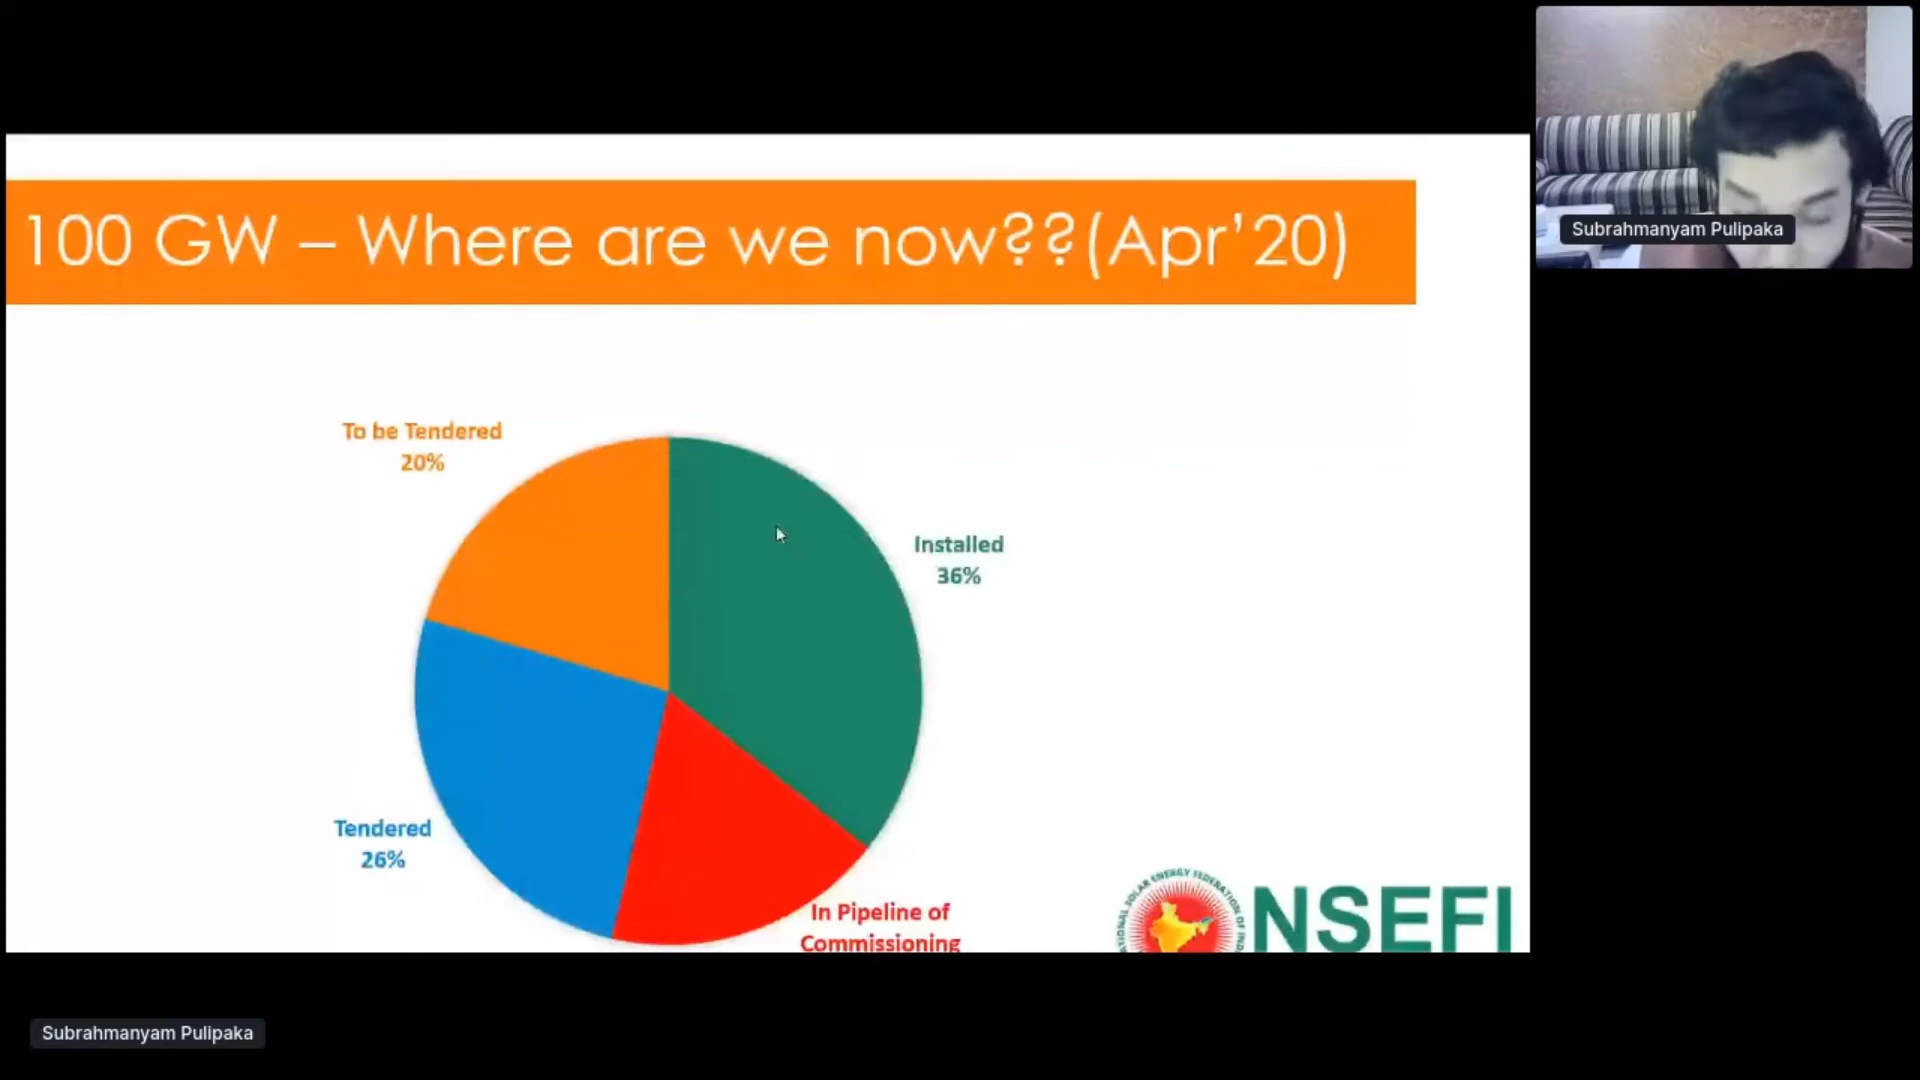 100 GW – Where are we now??(Apr’20)
To be Tendered
20%
Installed
36%
Tendered
26%
In Pipeline of
Commissioning
NSEFI
Subrahmanyam Pulipaka
Subrahmanyam Pulipaka